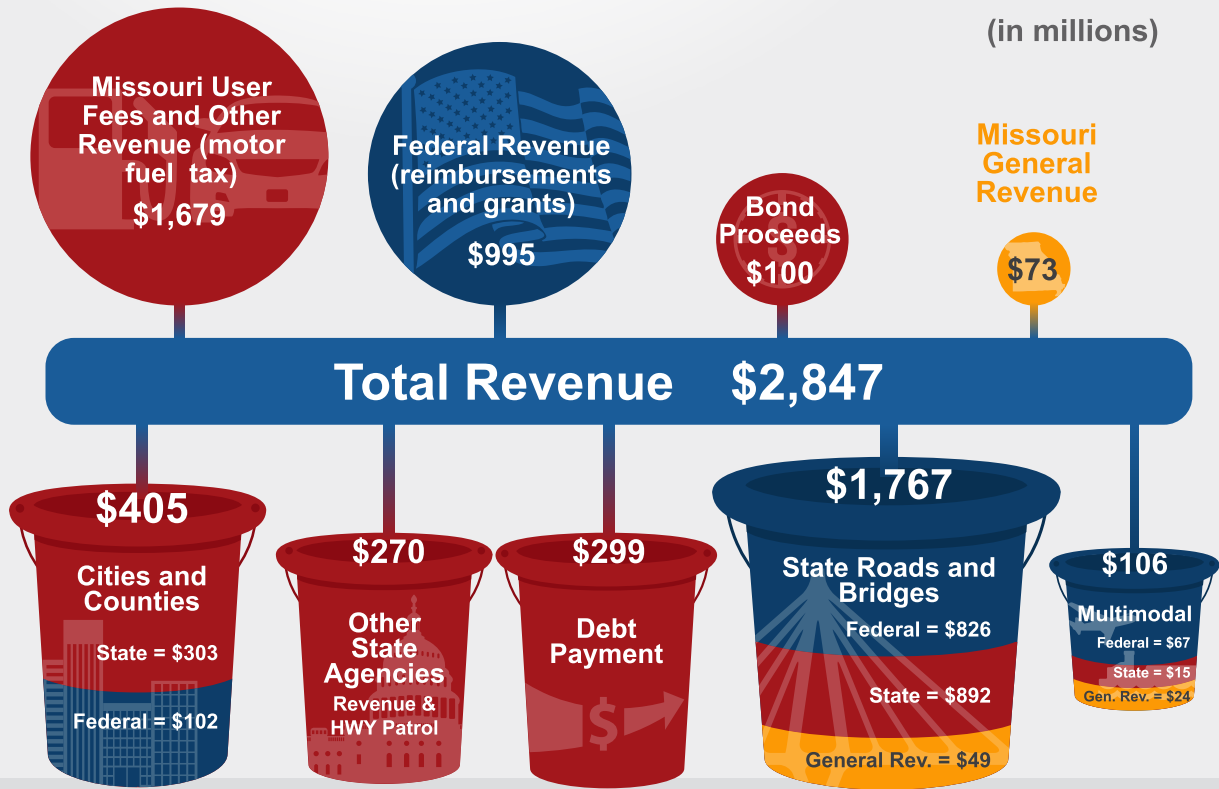 (in millions)
Missouri User
Fees and Other
Revenue (motor
fuel tax)
$1,679
Federal Revenue
(reimbursements
and grants)
$995
Bond
Proceeds
$100
Missouri
General
Revenue
$73
Total Revenue $2,847
$405
Cities and
Counties
State = $303
Federal = $102
$270
Other
State
Agencies
Revenue &
HWY Patrol
$299
Debt
Payment
$
$1,767
State Roads and
Bridges
Federal = $826
State = $892
General Rev. = $49
$106
Multimodal
Federal = $67
State = $15
Gen. Rev. = $24